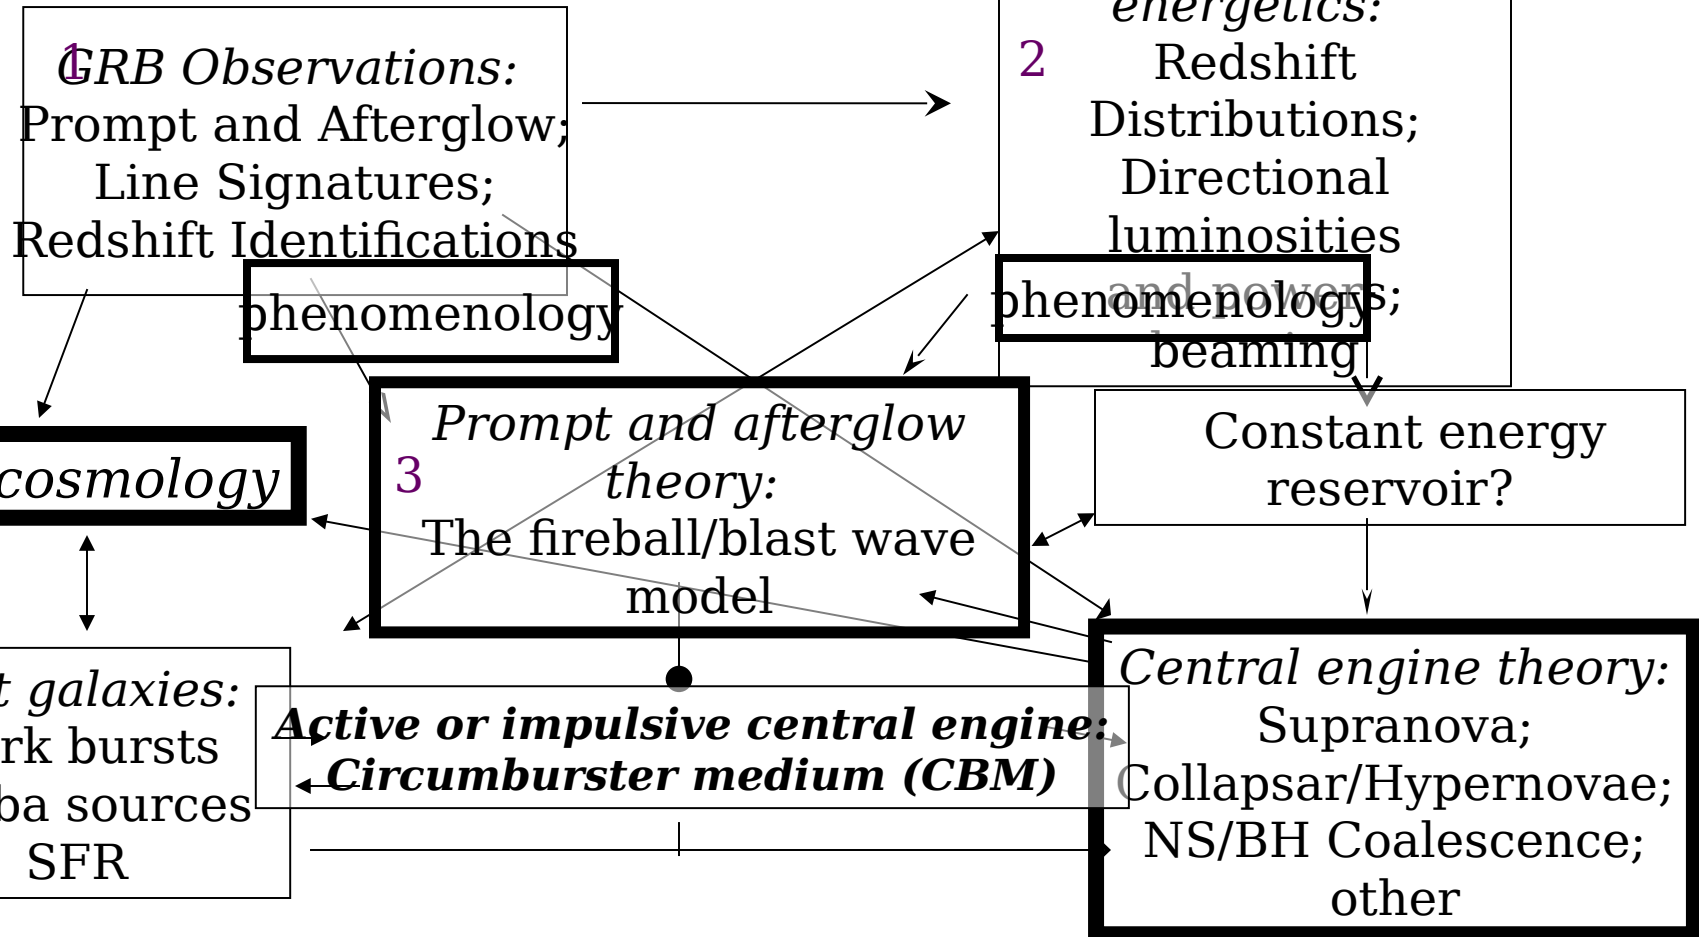 1
GRB Observations:
Prompt and Afterglow;
Line Signatures;
Redshift Identifications
energetics:
2
Redshift
Distributions;
Directional
luminosities
and powers;
beaming
phenomenology
phenomenology
Prompt and afterglow
theory:
3
The fireball/blast wave
model
Constant energy
reservoir?
cosmology
t galaxies:
rk bursts
ba sources
SFR
Active or impulsive central engine:
Circumburster medium (CBM)
Central engine theory:
Supranova;
Collapsar/Hypernovae;
NS/BH Coalescence;
other